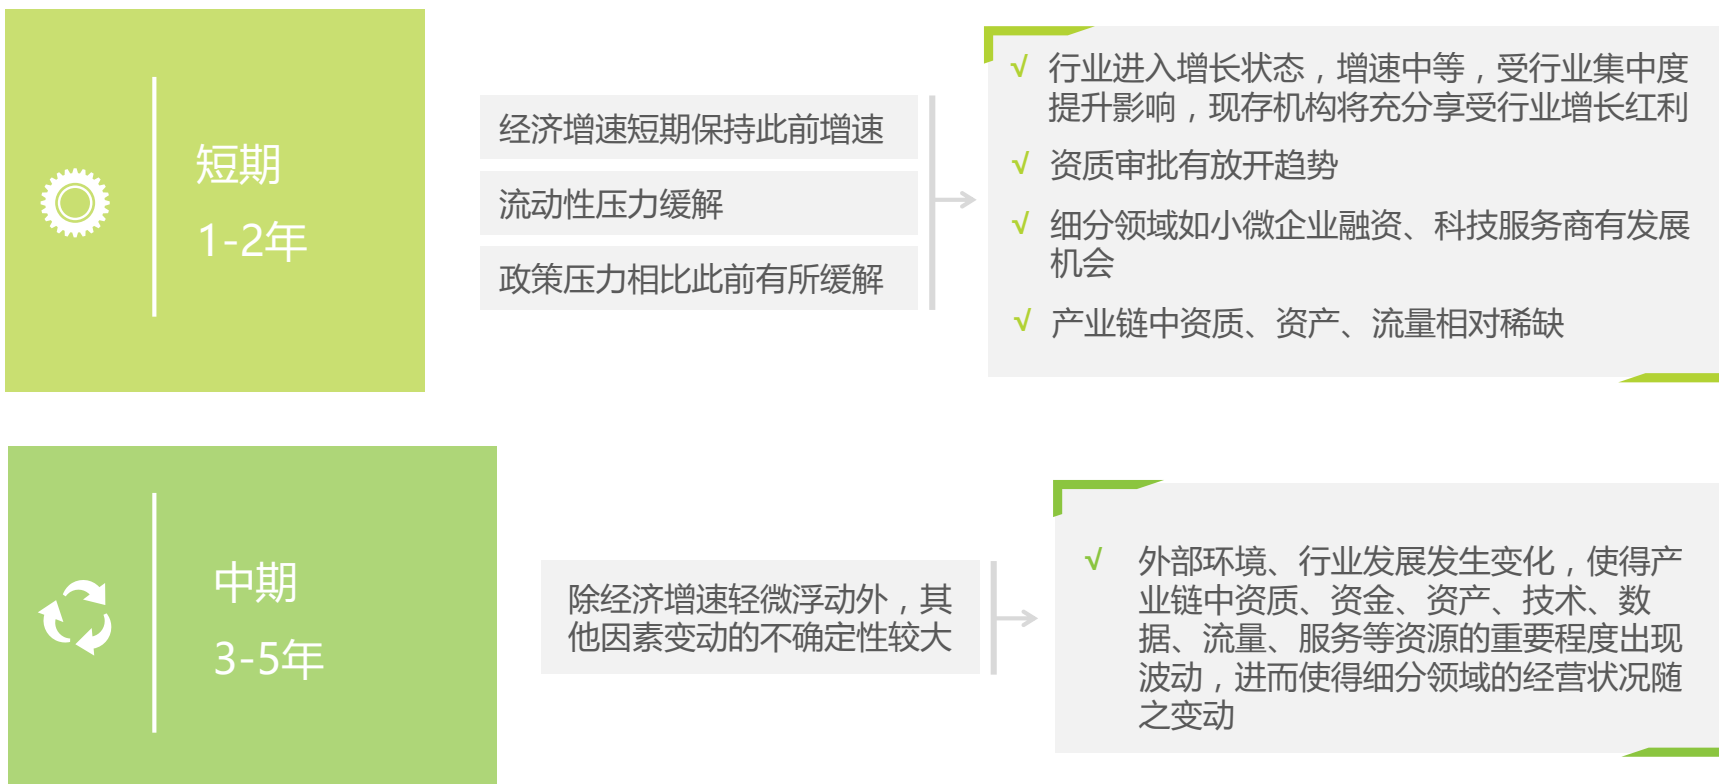 短期
1-2年
经济增速短期保持此前增速
流动性压力缓解
政策压力相比此前有所缓解
√ 行业进入增长状态，增速中等，受行业集中度
提升影响，现存机构将充分享受行业增长红利
√ 资质审批有放开趋势
√ 细分领域如小微企业融资、科技服务商有发展
机会
√ 产业链中资质、资产、流量相对稀缺
中期
3-5年
除经济增速轻微浮动外，其
他因素变动的不确定性较大
√ 外部环境、行业发展发生变化，使得产
业链中资质、资金、资产、技术、数
据、流量、服务等资源的重要程度出现
波动，进而使得细分领域的经营状况随
之变动